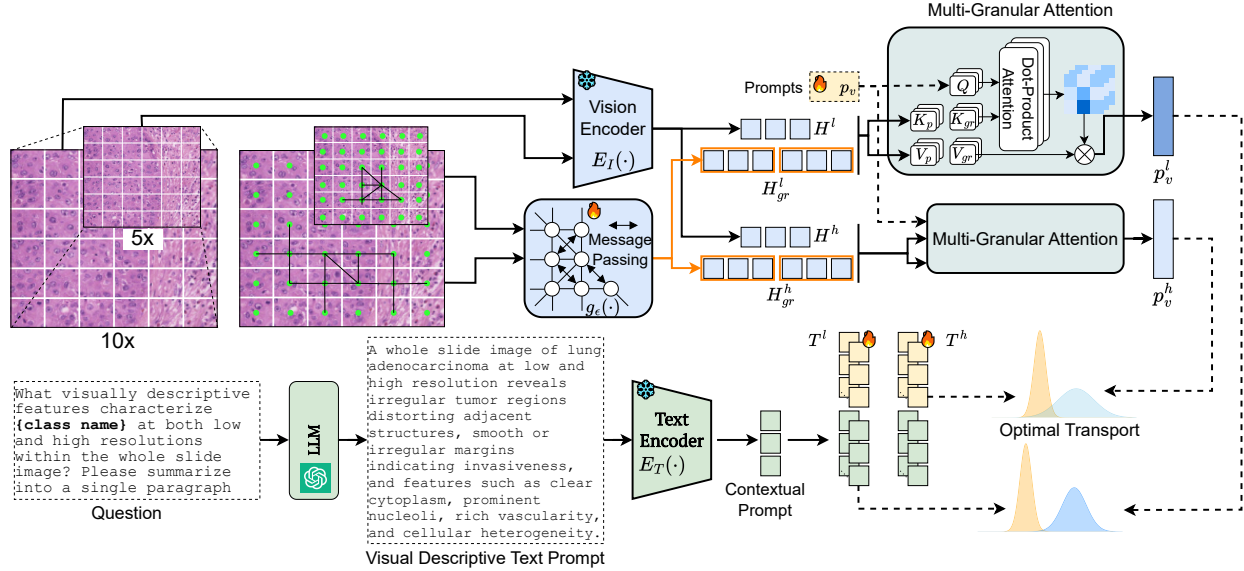 Multi-Granular Attention
Prompts
p_v
Q
K_p
K_gr
V_p
V_gr
Dot-Product
Attention
p_v^l
Vision
Encoder
E_I(·)
H^l
H_gr^l
5x
10x
Message
Passing
g_ϵ(·)
H^h
H_gr^h
Multi-Granular Attention
p_v^h
What visually descriptive
features characterize
{class name} at both low
and high resolutions
within the whole slide
image? Please summarize
into a single paragraph
Question
LLM
A whole slide image of lung
adenocarcinoma at low and
high resolution reveals
irregular tumor regions
distorting adjacent
structures, smooth or
irregular margins
indicating invasiveness,
and features such as clear
cytoplasm, prominent
nucleoli, rich vascularity,
and cellular heterogeneity.
Visual Descriptive Text Prompt
Text
Encoder
E_T(·)
Contextual
Prompt
T^l
T^h
Optimal Transport